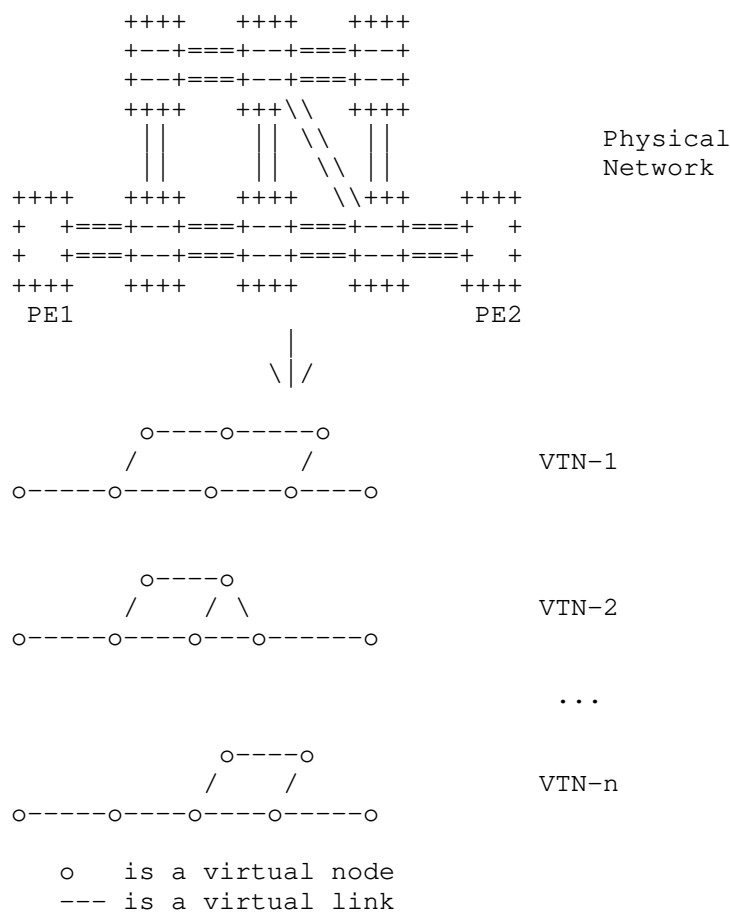 ++++ ++++ ++++
+--+===+--+===+--+
+--+===+--+===+--+
++++ +++\\ ++++
|| || \\ ||
|| || \\ || Physical
|| || \\ || Network
++++ ++++ ++++ \\+++ ++++
+ +===+--+===+--+===+--+===+ +
+ +===+--+===+--+===+--+===+ +
++++ ++++ ++++ ++++ ++++
PE1 PE2
|
\|/
o----o-----o
/ / VTN-1
o-----o-----o----o----o
o----o
/ / \ VTN-2
o-----o----o---o------o
...
o----o
/ / VTN-n
o-----o----o----o-----o
o is a virtual node
--- is a virtual link